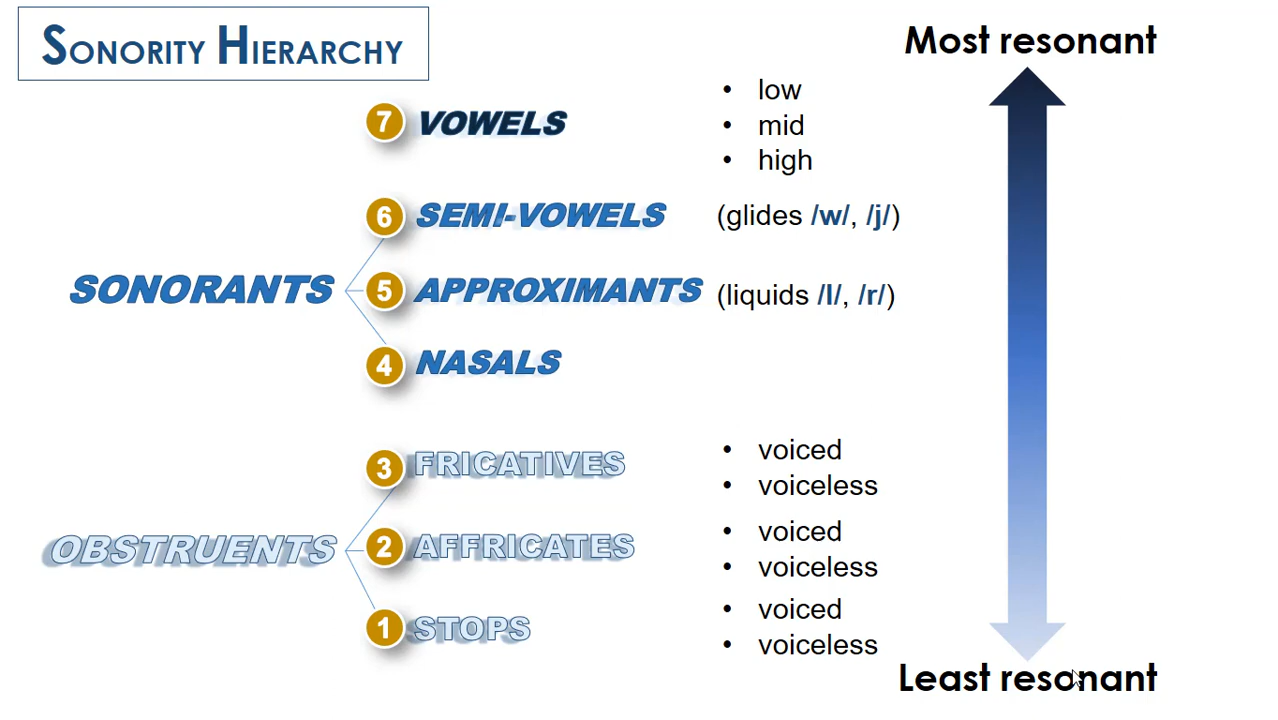 SONORITY HIERARCHY
Most resonant
7 VOWELS
• low
• mid
• high
6 SEMI-VOWELS (glides /w/, /j/)
SONORANTS 5 APPROXIMANTS (liquids /l/, /r/)
4 NASALS
3 FRICATIVES
• voiced
• voiceless
OBSTRUENTS 2 AFFRICATES
• voiced
• voiceless
1 STOPS
• voiced
• voiceless
Least resonant